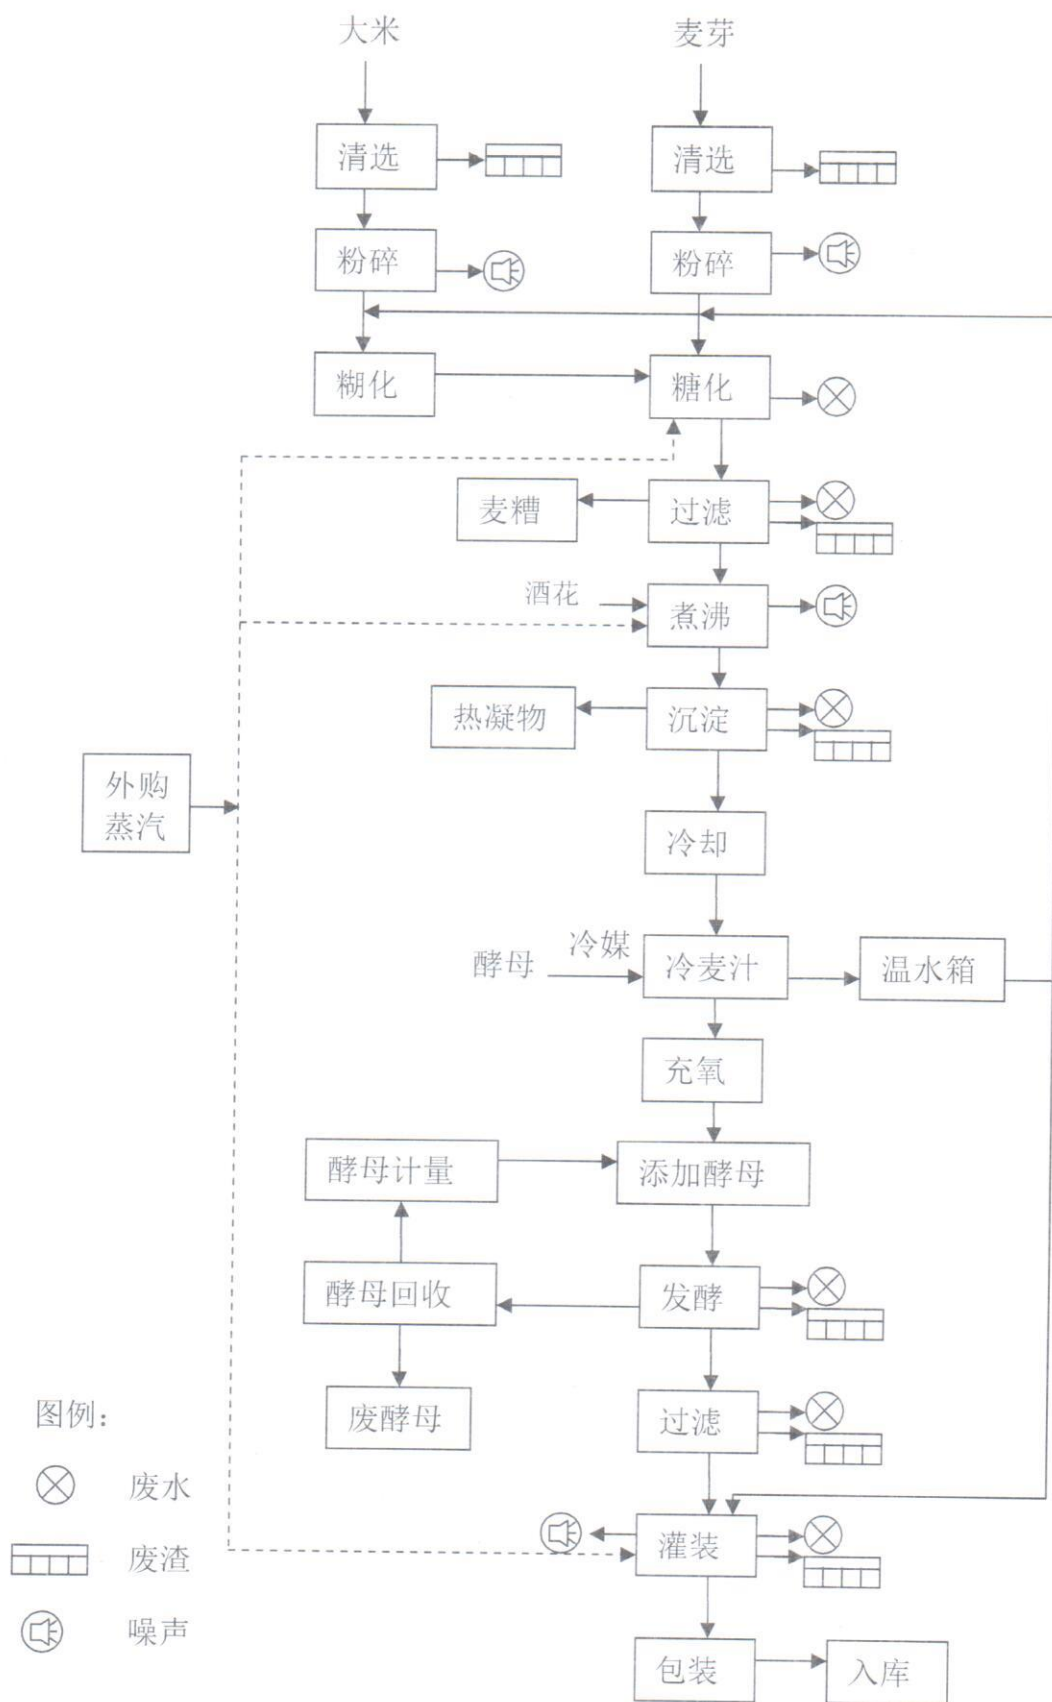 大米
麦芽
清选
清选
粉碎
粉碎
糊化
糖化
麦糟
过滤
酒花
煮沸
热凝物
沉淀
外购
蒸汽
冷却
酵母
冷媒
冷麦汁
温水箱
充氧
酵母计量
添加酵母
酵母回收
发酵
废酵母
过滤
图例：
废水
灌装
废渣
噪声
包装
入库